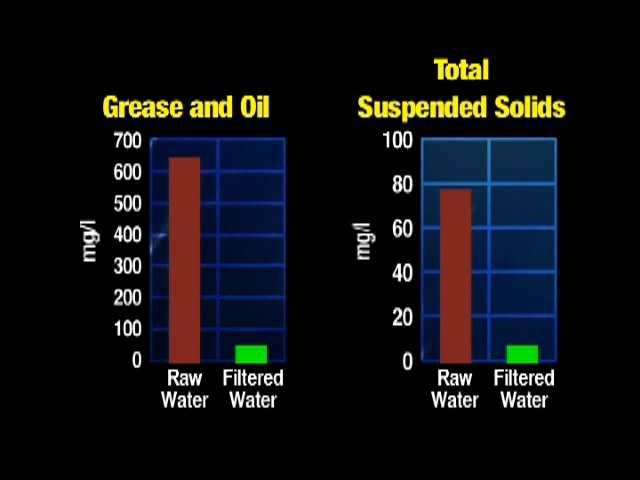 Grease and Oil
700
600
500
400
300
200
100
0
mg/l
Raw
Water
Filtered
Water
Total
Suspended Solids
100
80
60
40
20
0
mg/l
Raw
Water
Filtered
Water